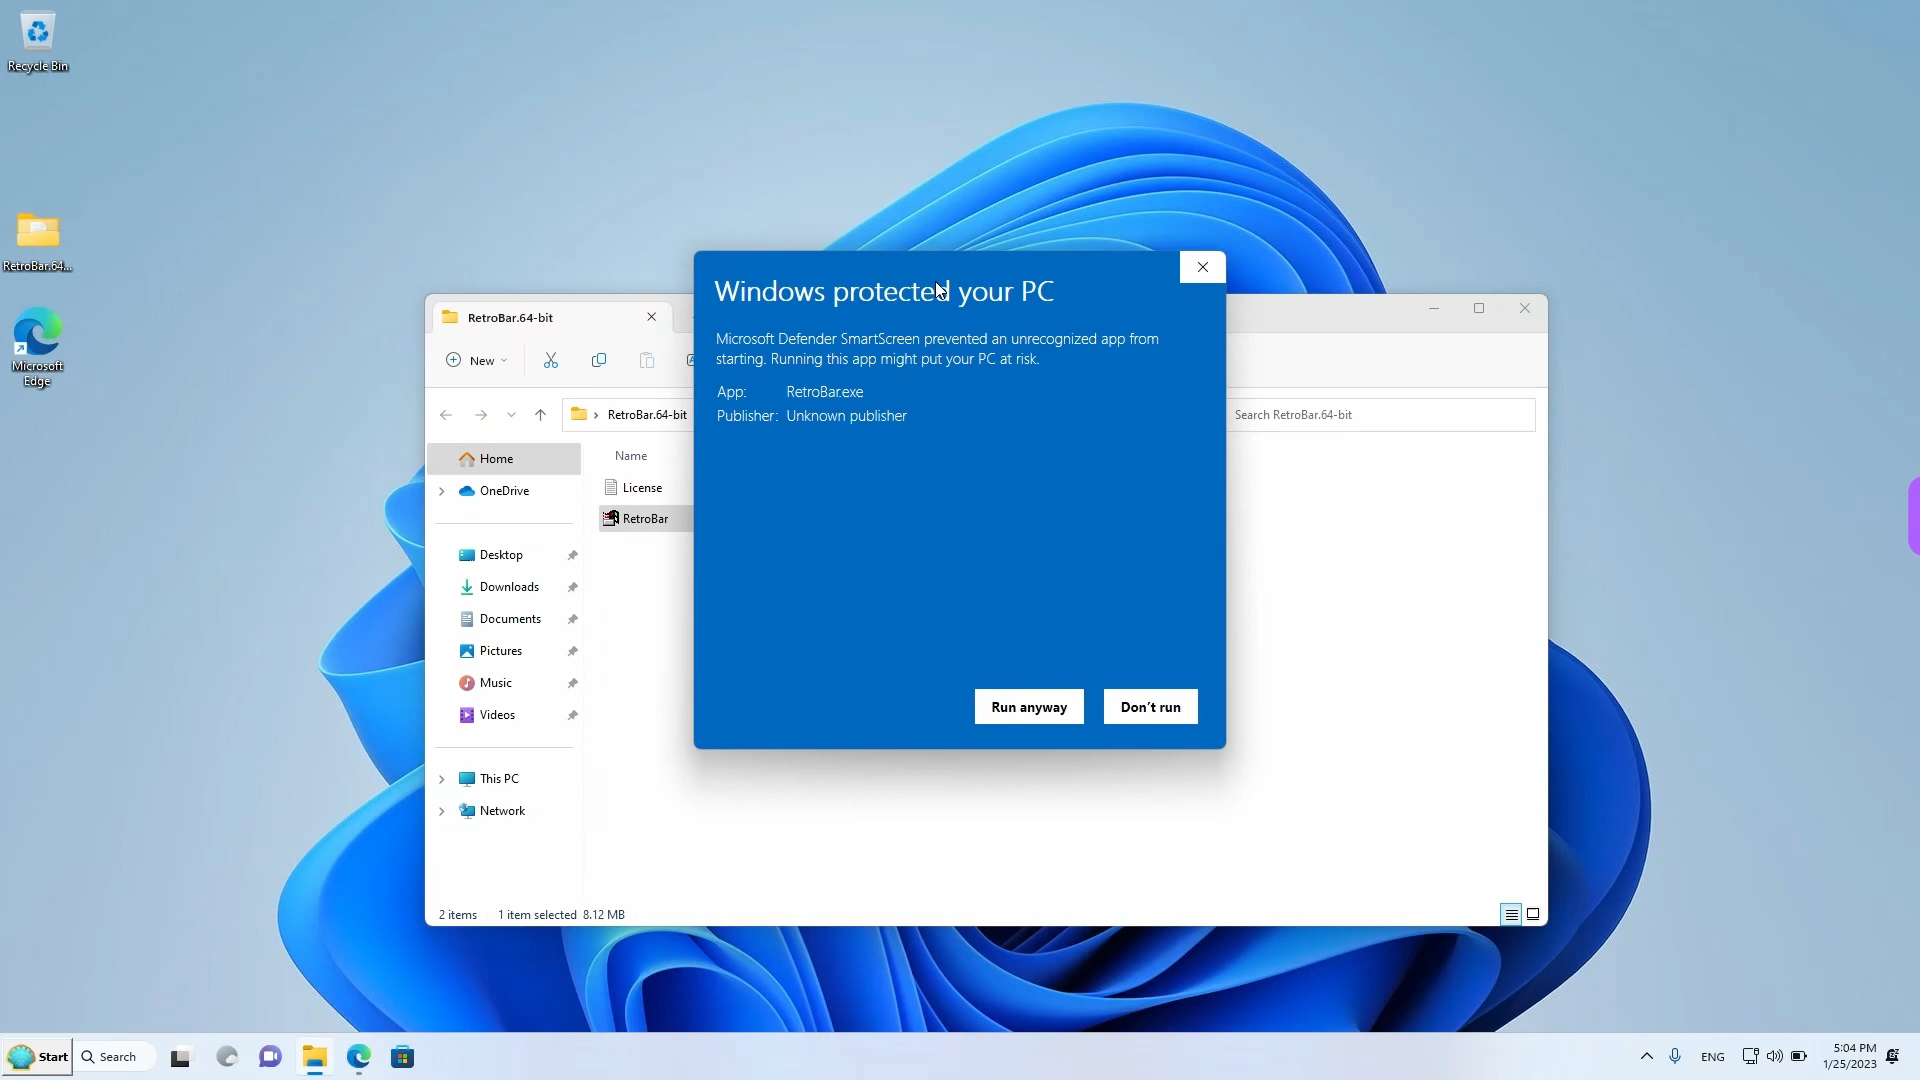 Recycle Bin
RetroBar.64...
Microsoft
Edge
RetroBar.64-bit
New
RetroBar.64-bit
Search RetroBar.64-bit
Home
OneDrive
Desktop
Downloads
Documents
Pictures
Music
Videos
This PC
Network
Name
License
RetroBar
2 items 1 item selected 8.12 MB
Windows protected your PC
Microsoft Defender SmartScreen prevented an unrecognized app from
starting. Running this app might put your PC at risk.
App: RetroBar.exe
Publisher: Unknown publisher
Run anyway Don't run
Start Search
ENG
5:04 PM
1/25/2023